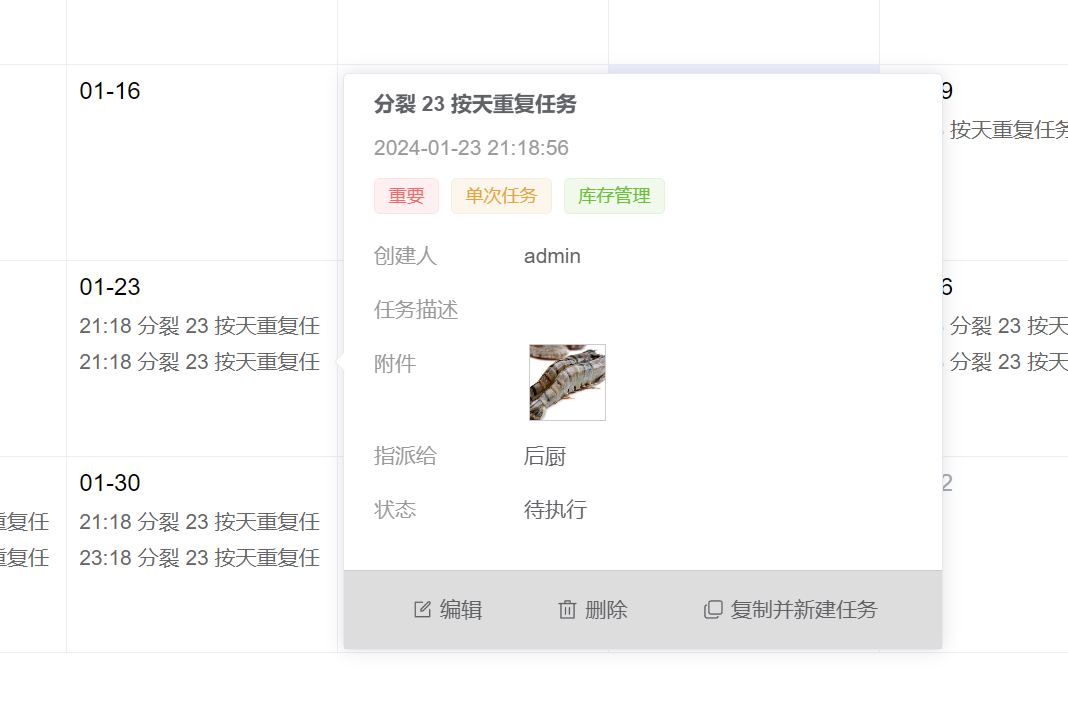 01-16
9
按天重复任务
01-23
21:18 分裂 23 按天重复任
21:18 分裂 23 按天重复任
6
分裂 23 按天
分裂 23 按天
01-30
重复任
重复任
21:18 分裂 23 按天重复任
23:18 分裂 23 按天重复任
2
分裂 23 按天重复任务
2024-01-23 21:18:56
重要 单次任务 库存管理
创建人 admin
任务描述
附件
指派给 后厨
状态 待执行
编辑 删除 复制并新建任务